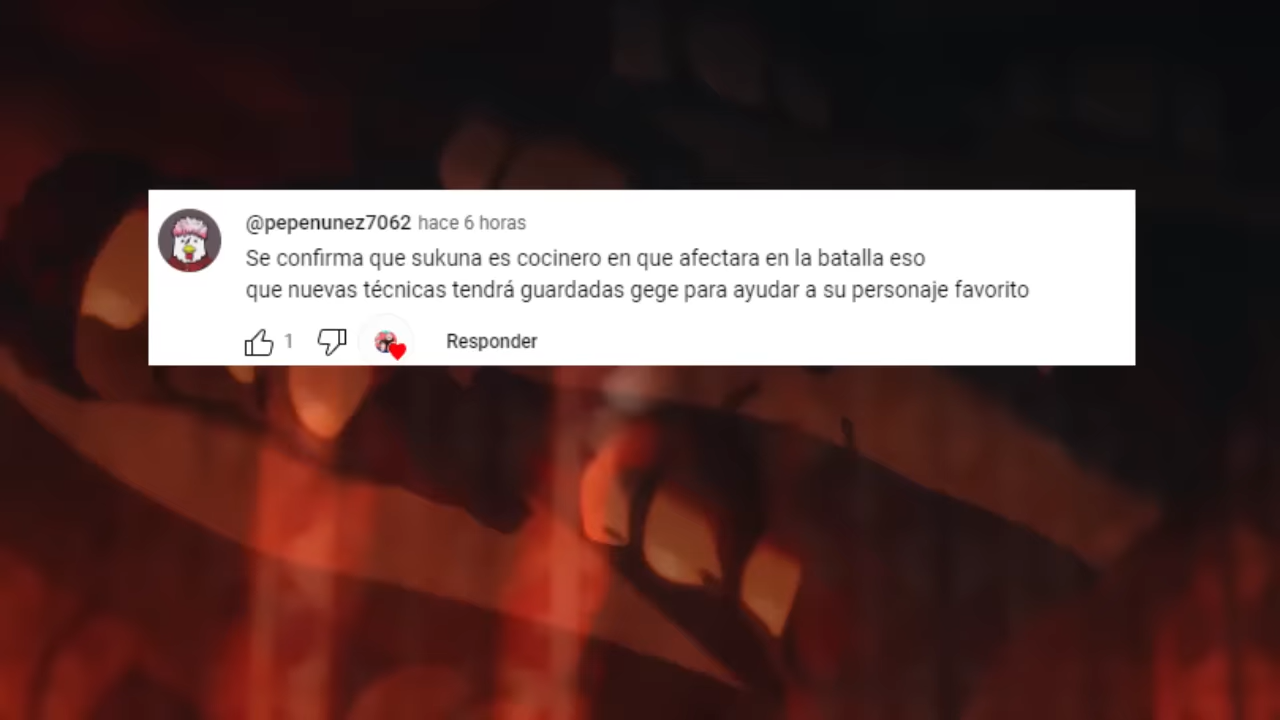 @pepenunez7062 hace 6 horas
Se confirma que sukuna es cocinero en que afectara en la batalla eso
que nuevas técnicas tendrá guardadas gege para ayudar a su personaje favorito
1 Responder